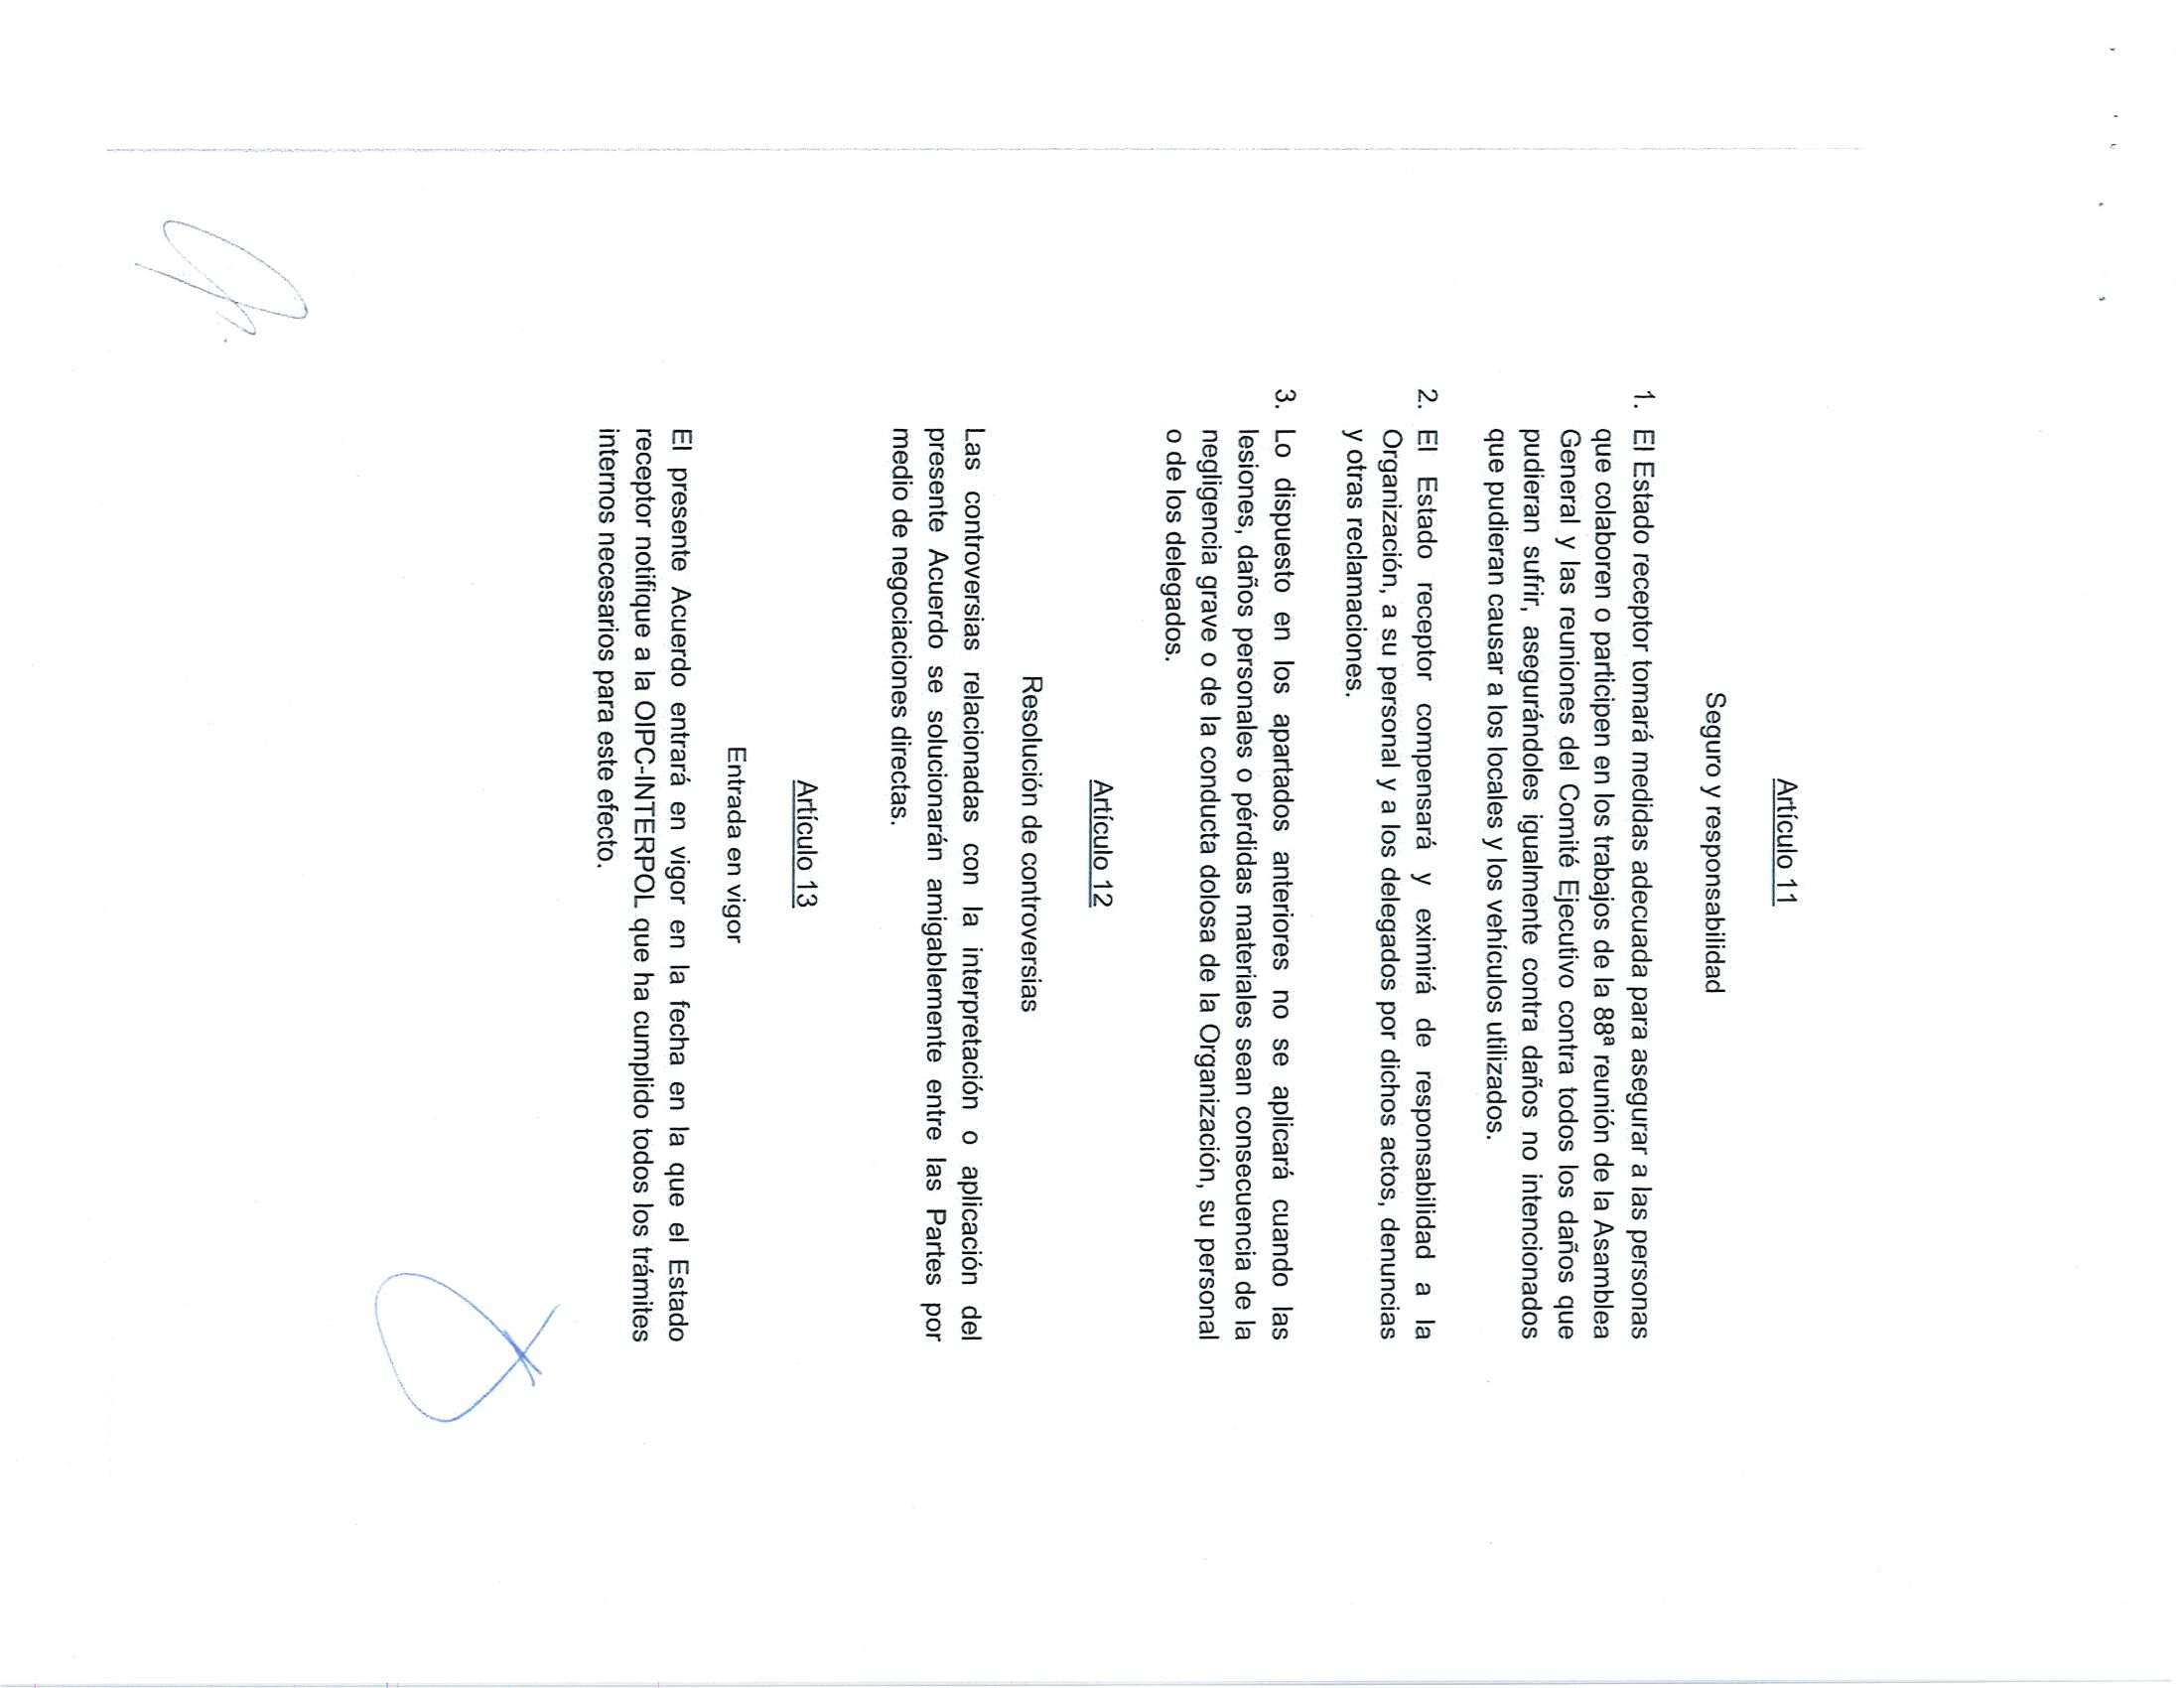 Artículo 11
Seguro y responsabilidad
1. El Estado receptor tomará medidas adecuada para asegurar a las personas
que colaboren o participen en los trabajos de la 88ª reunión de la Asamblea
General y las reuniones del Comité Ejecutivo contra todos los daños que
pudieran sufrir, asegurándoles igualmente contra daños no intencionados
que pudieran causar a los locales y los vehículos utilizados.
2. El Estado receptor compensará y eximirá de responsabilidad a la
Organización, a su personal y a los delegados por dichos actos, denuncias
y otras reclamaciones.
3. Lo dispuesto en los apartados anteriores no se aplicará cuando las
lesiones, daños personales o pérdidas materiales sean consecuencia de la
negligencia grave o de la conducta dolosa de la Organización, su personal
o de los delegados.
Artículo 12
Resolución de controversias
Las controversias relacionadas con la interpretación o aplicación del
presente Acuerdo se solucionarán amigablemente entre las Partes por
medio de negociaciones directas.
Artículo 13
Entrada en vigor
El presente Acuerdo entrará en vigor en la fecha en la que el Estado
receptor notifique a la OIPC-INTERPOL que ha cumplido todos los trámites
internos necesarios para este efecto.